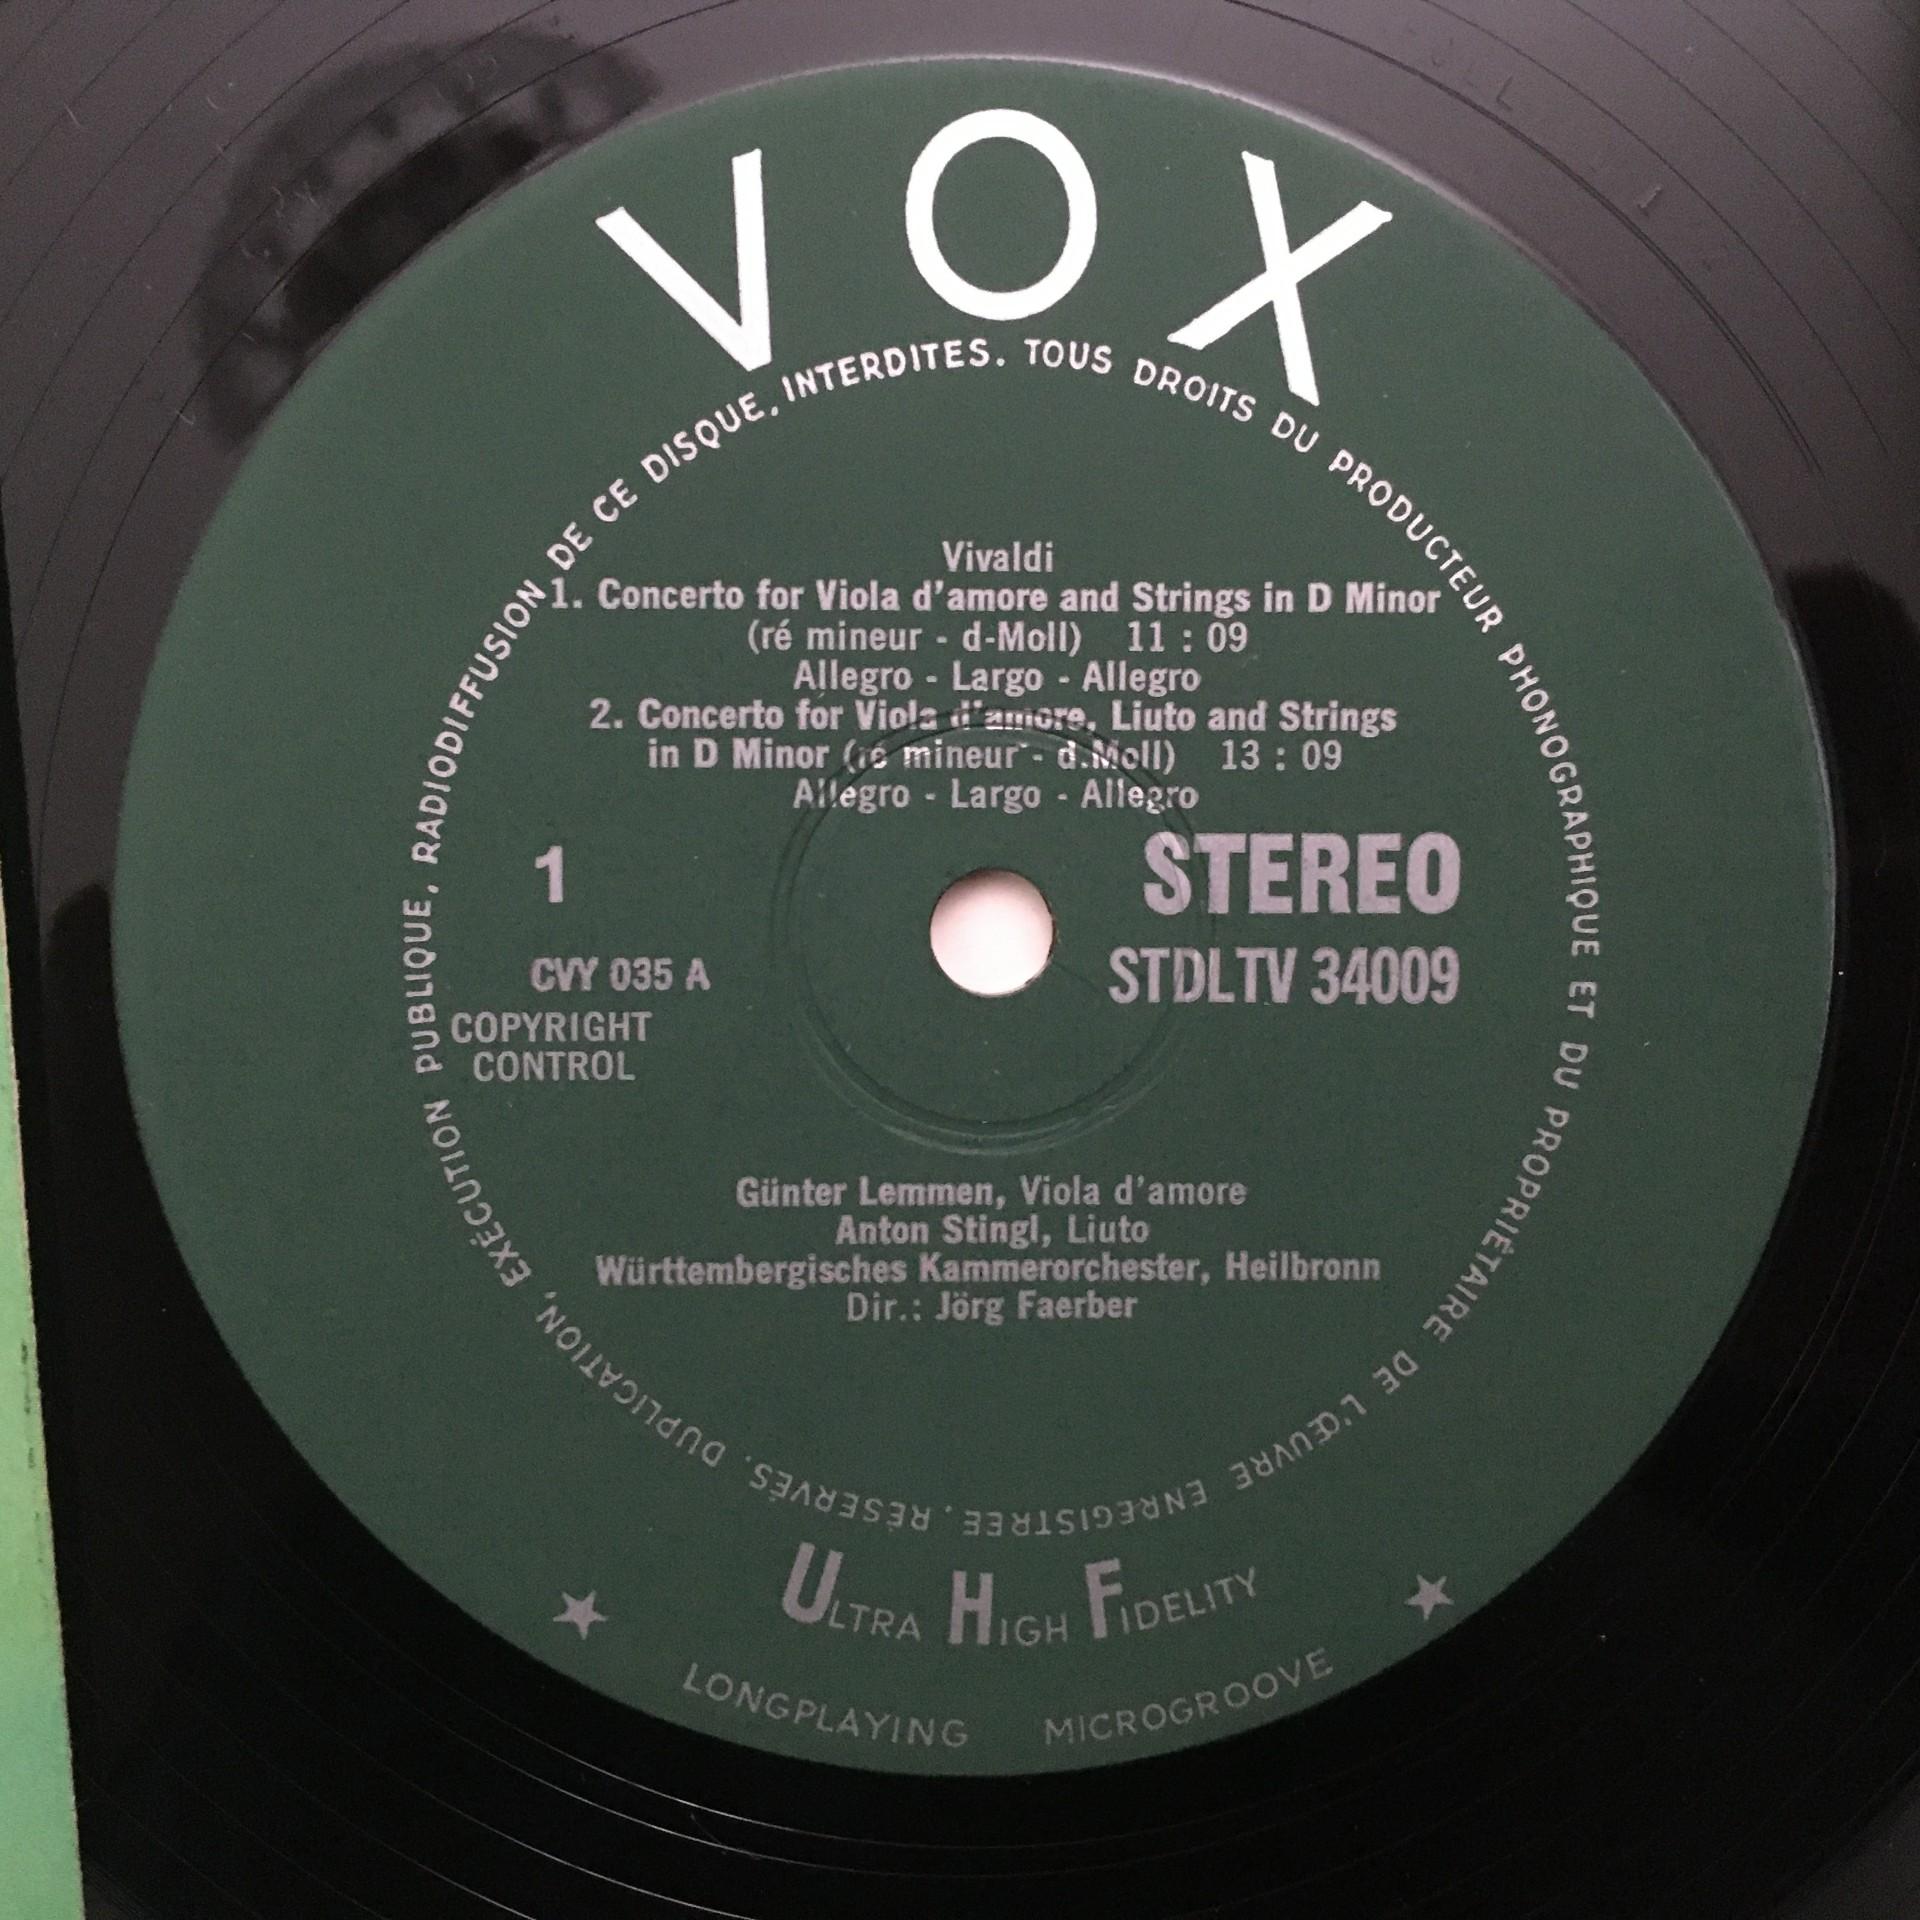 VOX
DUPLICATION, EXÉCUTION PUBLIQUE, RADIODIFFUSION DE CE DISQUE, INTERDITES. TOUS DROITS DU PRODUCTEUR PHONOGRAPHIQUE ET DU PROPRIÉTAIRE DE L'ŒUVRE ENREGISTREE, RÉSERVÉS.
Vivaldi
1. Concerto for Viola d'amore and Strings in D Minor
(ré mineur - d-Moll) 11 : 09
Allegro - Largo - Allegro
2. Concerto for Viola d'amore, Liuto and Strings
in D Minor (ré mineur - d.Moll) 13 : 09
Allegro - Largo - Allegro
1
STEREO
CVY 035 A
STDLTV 34009
COPYRIGHT
CONTROL
Günter Lemmen, Viola d'amore
Anton Stingl, Liuto
Württembergisches Kammerorchester, Heilbronn
Dir.: Jörg Faerber
ULTRA HIGH FIDELITY
LONGPLAYING MICROGROOVE